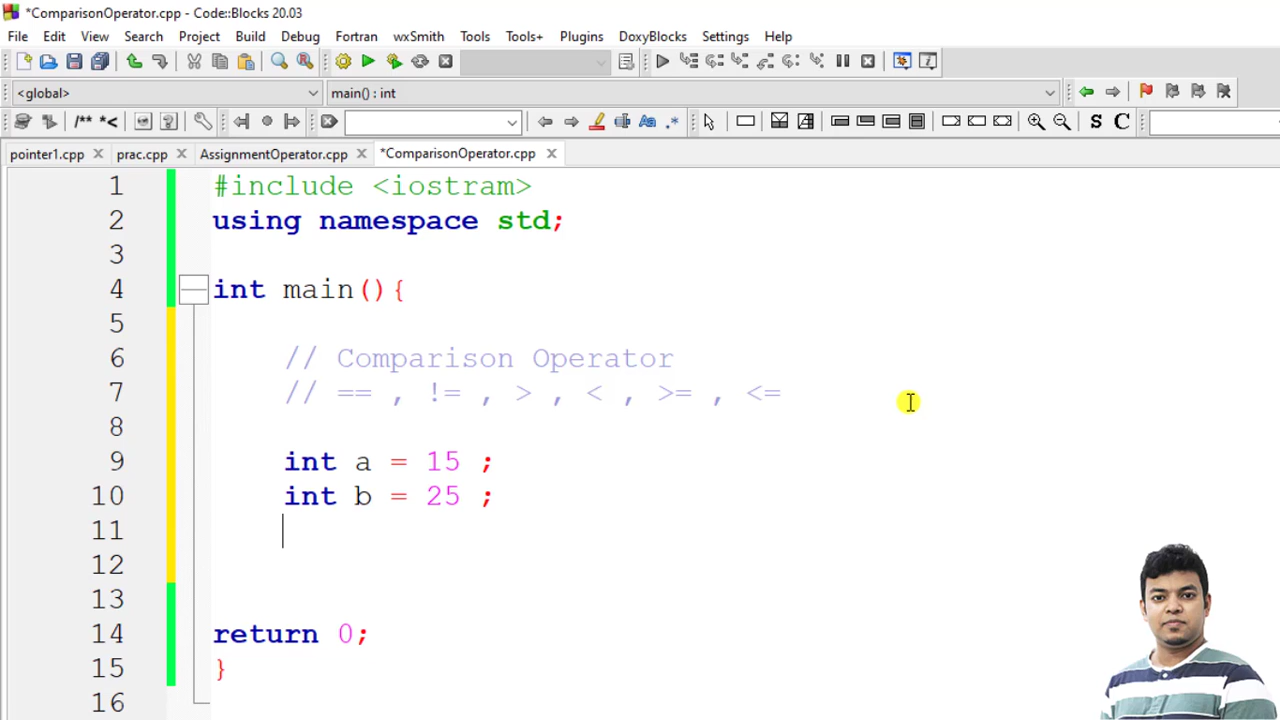 *ComparisonOperator.cpp - Code::Blocks 20.03
File Edit View Search Project Build Debug Fortran wxSmith Tools Tools+ Plugins DoxyBlocks Settings Help
<global> main() : int
/** *< Aa .* S C
pointer1.cpp prac.cpp AssignmentOperator.cpp *ComparisonOperator.cpp
1 #include <iostram>
2 using namespace std;
3
4 int main(){
5
6 // Comparison Operator
7 // == , != , > , < , >= , <=
8
9 int a = 15 ;
10 int b = 25 ;
11
12
13
14 return 0;
15 }
16